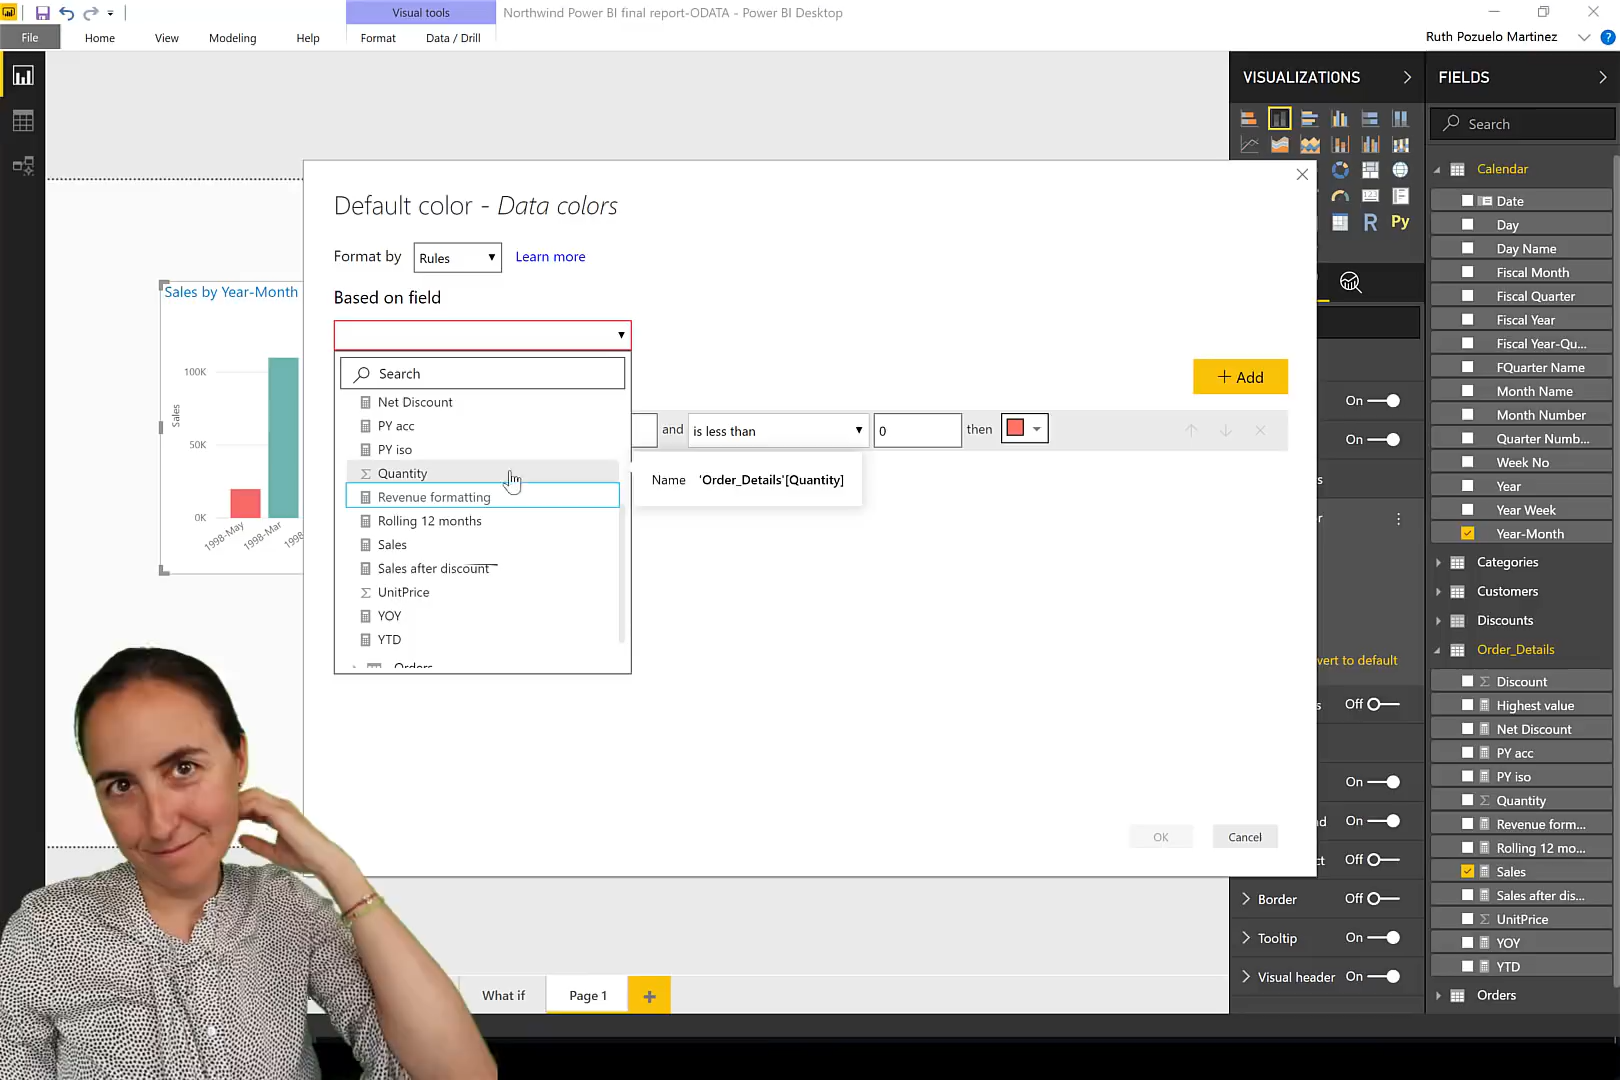 Visual tools
Northwind Power BI final report-ODATA - Power BI Desktop
File
Home
View
Modeling
Help
Format
Data / Drill
Ruth Pozuelo Martinez
?
VISUALIZATIONS
FIELDS
Search
R
Py
Calendar
Date
Day
Day Name
Fiscal Month
Fiscal Quarter
Fiscal Year
Fiscal Year-Qu...
FQuarter Name
Month Name
Month Number
Quarter Numb...
Week No
Year
Year Week
Year-Month
Categories
Customers
Discounts
Order_Details
Discount
Highest value
Net Discount
PY acc
PY iso
Quantity
Revenue form...
Rolling 12 mo...
Sales
Sales after dis...
UnitPrice
YOY
YTD
Orders
Sales by Year-Month
100K
50K
0K
Sales
1998-May
1998-Mar
1998-
Default color - Data colors
Format by
Rules
Learn more
Based on field
Search
Net Discount
PY acc
PY iso
Quantity
Revenue formatting
Rolling 12 months
Sales
Sales after discount
UnitPrice
YOY
YTD
Orders
+ Add
and
is less than
0
then
Name 'Order_Details'[Quantity]
OK
Cancel
On
On
s
r
vert to default
s
Off
On
nd
On
ct
Off
Border
Off
Tooltip
On
Visual header
On
What if
Page 1
+